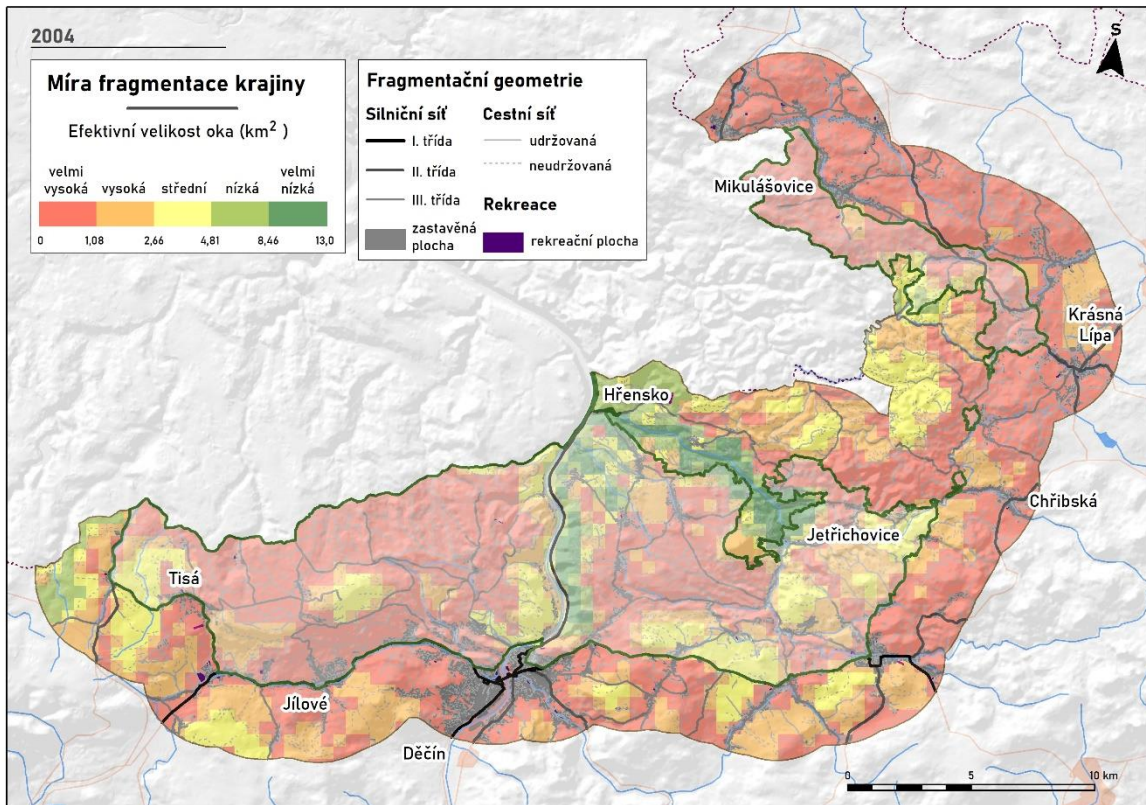 2004
Míra fragmentace krajiny
Efektivní velikost oka (km² )
velmi vysoká
vysoká
střední
nízká
velmi nízká
0 1,08 2,66 4,81 8,46 13,0
Fragmentační geometrie
Silniční síť
I. třída
II. třída
III. třída
zastavěná
plocha
Cestní síť
udržovaná
neudržovaná
Rekreace
rekreační plocha
S
Mikulášovice
Krásná
Lípa
Hřensko
Chřibská
Jetřichovice
Tisá
Jílové
Děčín
0 5 10 km